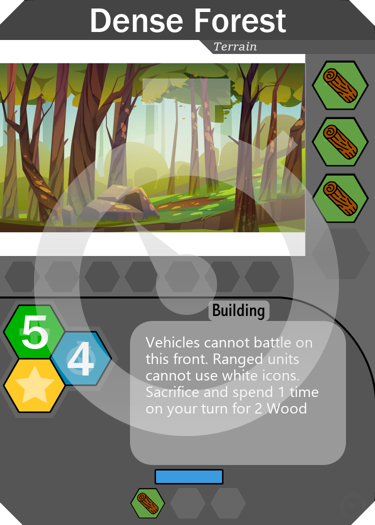 Dense Forest
Terrain
5
4
Building
Vehicles cannot battle on
this front. Ranged units
cannot use white icons.
Sacrifice and spend 1 time
on your turn for 2 Wood